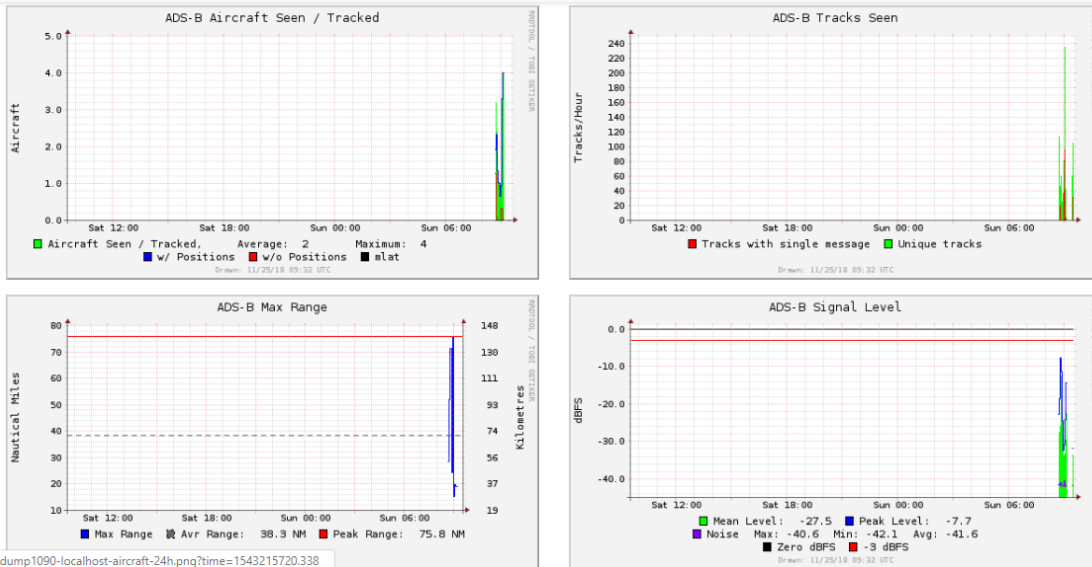 ADS-B Aircraft Seen / Tracked
RRDTOOL / TOBI OETIKER
Aircraft
5.0
4.0
3.0
2.0
1.0
0.0
Sat 12:00 Sat 18:00 Sun 00:00 Sun 06:00
Aircraft Seen / Tracked, Average: 2 Maximum: 4
w/ Positions w/o Positions mlat
Drawn: 11/25/18 09:32 UTC
ADS-B Tracks Seen
Tracks/Hour
240
220
200
180
160
140
120
100
80
60
40
20
0
Sat 12:00 Sat 18:00 Sun 00:00 Sun 06:00
Tracks with single message Unique tracks
Drawn: 11/25/18 09:32 UTC
ADS-B Max Range
RRDTOOL / TOBI OETIKER
Nautical Miles
Kilometres
80 148
70 130
60 111
50 93
40 74
30 56
20 37
10 19
Sat 12:00 Sat 18:00 Sun 00:00 Sun 06:00
Max Range Avr Range: 38.3 NM Peak Range: 75.8 NM
dump1090-localhost-aircraft-24h.png?time=1543215720.338
ADS-B Signal Level
dBFS
0.0
-10.0
-20.0
-30.0
-40.0
Sat 12:00 Sat 18:00 Sun 00:00 Sun 06:00
Mean Level: -27.5 Peak Level: -7.7
Noise Max: -40.6 Min: -42.1 Avg: -41.6
Zero dBFS -3 dBFS
Drawn: 11/25/18 09:32 UTC